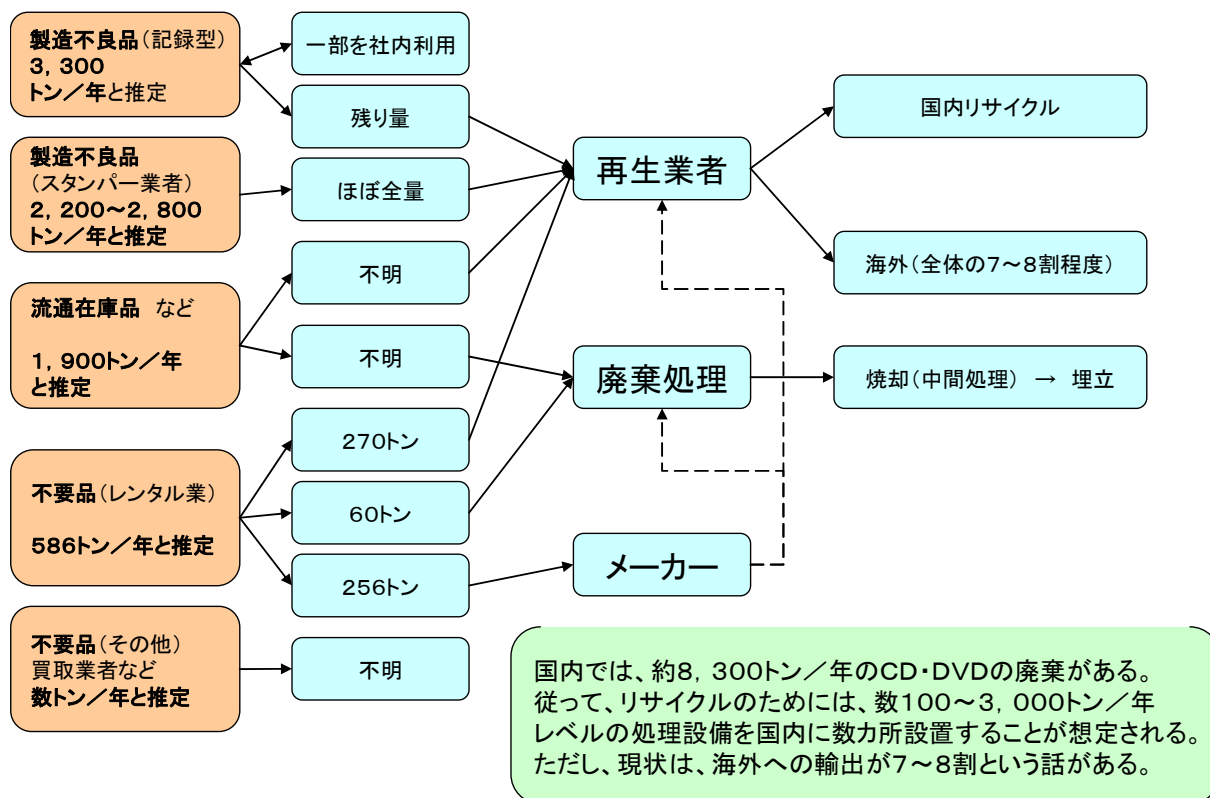 製造不良品（記録型）
３，３００
トン／年と推定
製造不良品
（スタンパー業者）
２，２００～２，８００
トン／年と推定
流通在庫品　など
１，９００トン／年
と推定
不要品（レンタル業）
５８６トン／年と推定
不要品（その他）
買取業者など
数トン／年と推定
一部を社内利用
残り量
ほぼ全量
不明
不明
２７０トン
６０トン
２５６トン
不明
再生業者
廃棄処理
メーカー
国内リサイクル
海外（全体の７～８割程度）
焼却（中間処理）　→　埋立
国内では、約８，３００トン／年のＣＤ・ＤＶＤの廃棄がある。
従って、リサイクルのためには、数１００～３，０００トン／年
レベルの処理設備を国内に数カ所設置することが想定される。
ただし、現状は、海外への輸出が７～８割という話がある。